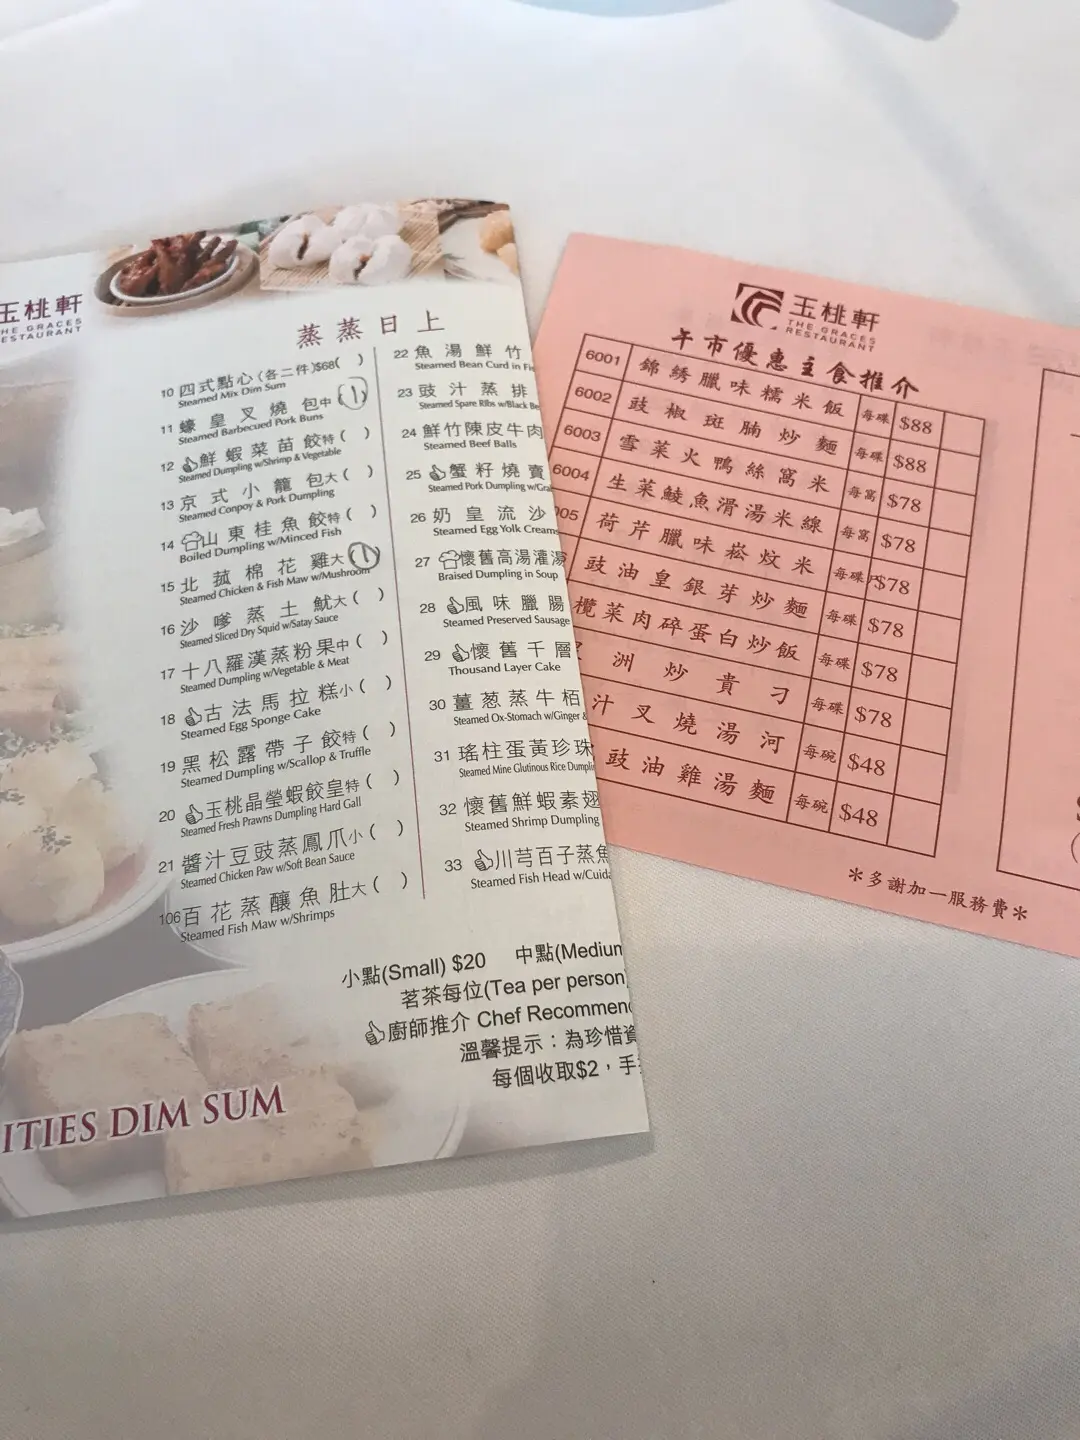 玉桃軒
THE GRACES
RESTAURANT
蒸蒸日上
10 四式點心(各二件)$68( )
Steamed Mix Dim Sum
11 蠔皇叉燒包中(1)
Steamed Barbecued Pork Buns
12 鮮蝦菜苗餃特( )
Steamed Dumpling w/Shrimp & Vegetable
13 京式小籠包大( )
Steamed Conpoy & Pork Dumpling
14 山東桂魚餃特( )
Boiled Dumpling w/Minced Fish
15 北菰棉花雞大(1)
Steamed Chicken & Fish Maw w/Mushroom
16 沙嗲蒸土魷大( )
Steamed Sliced Dry Squid w/Satay Sauce
17 十八羅漢蒸粉果中( )
Steamed Dumpling w/Vegetable & Meat
18 古法馬拉糕小( )
Steamed Egg Sponge Cake
19 黑松露帶子餃特( )
Steamed Dumpling w/Scallop & Truffle
20 玉桃晶瑩蝦餃皇特( )
Steamed Fresh Prawns Dumpling Hard Gall
21 醬汁豆豉蒸鳳爪小( )
Steamed Chicken Paw w/Soft Bean Sauce
106 百花蒸釀魚肚大( )
Steamed Fish Maw w/Shrimps
22 魚湯鮮竹
Steamed Bean Curd in
23 豉汁蒸排
Steamed Spare Ribs w/Black
24 鮮竹陳皮牛肉
Steamed Beef Balls
25 蟹籽燒賣
Steamed Pork Dumpling
26 奶皇流沙
Steamed Egg Yolk Cream
27 懷舊高湯灌湯
Braised Dumpling in Soup
28 風味臘腸
Steamed Preserved Sausage
29 懷舊千層
Thousand Layer Cake
30 薑葱蒸牛栢
Steamed Ox-Stomach w/Ginger &
31 瑤柱蛋黃珍珠
Steamed Mine Glutinous Rice
32 懷舊鮮蝦素翅
Steamed Shrimp Dumpling
33 川芎百子蒸魚
Steamed Fish Head
小點(Small) $20 中點(Medium
茗茶每位(Tea per person)
廚師推介 Chef Recommen
溫馨提示：為珍惜資
每個收取$2，手
ITIES DIM SUM
玉桃軒
THE GRACES
RESTAURANT
午市優惠主食推介
6001 錦綉臘味糯米飯 每碟 $88
6002 豉椒斑腩炒麵 每碟 $88
6003 雪菜火鴨絲窩米 每窩 $78
6004 生菜鯪魚滑湯米線 每窩 $78
005 荷芹臘味崧炆米 每碟 $78
豉油皇銀芽炒麵 每碟 $78
欖菜肉碎蛋白炒飯 每碟 $78
洲炒貴刁 每碟 $78
汁叉燒湯河 每碗 $48
豉油雞湯麵 每碗 $48
*多謝加一服務費*